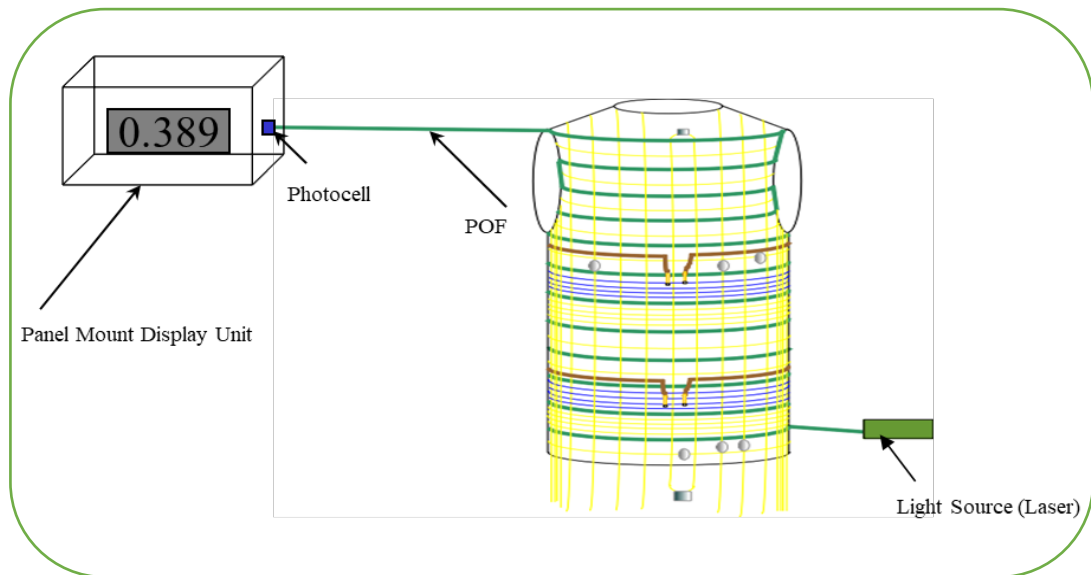 0.389
Photocell
POF
Panel Mount Display Unit
Light Source (Laser)